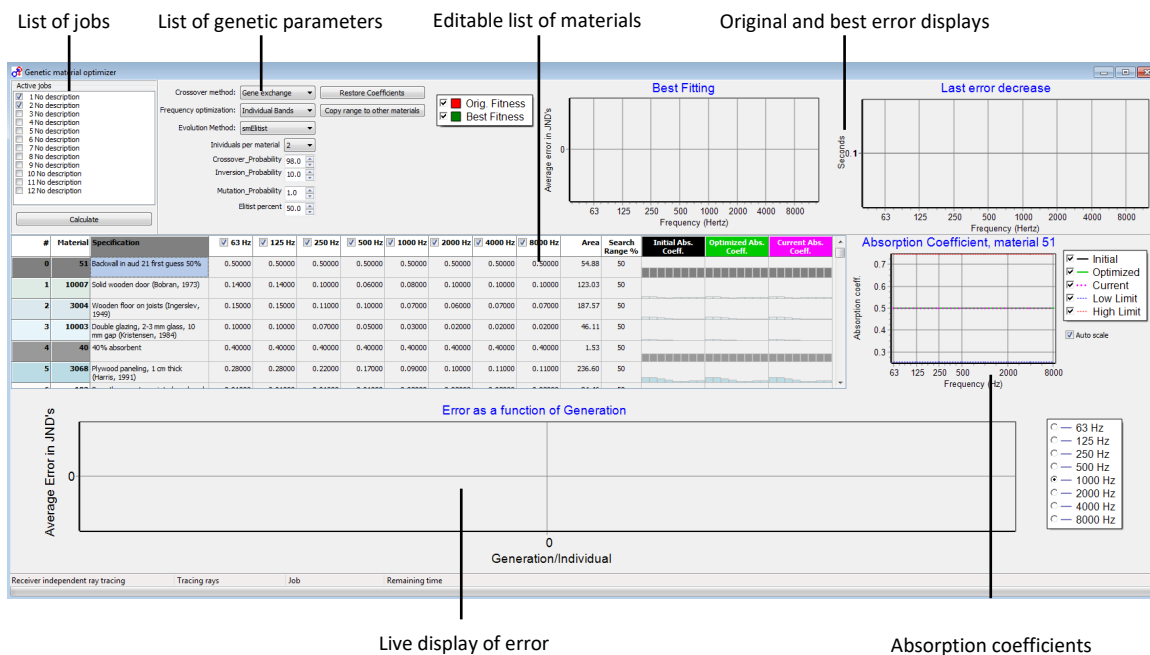 List of jobs
List of genetic parameters
Editable list of materials
Original and best error displays
Genetic material optimizer
Active jobs
1 No description
2 No description
3 No description
4 No description
5 No description
6 No description
7 No description
8 No description
9 No description
10 No description
11 No description
12 No description
Calculate
Crossover method: Gene exchange
Restore Coefficients
Frequency optimization: Individual Bands
Copy range to other materials
Evolution Method: smElitist
Inividuals per material 2
Crossover_Probability 98.0
Inversion_Probability 10.0
Mutation_Probability 1.0
Elitist percent 50.0
Orig. Fitness
Best Fitness
Best Fitting
Average error in JND's
0
63 125 250 500 1000 2000 4000 8000
Frequency (Hertz)
Last error decrease
Seconds
0.1
63 125 250 500 1000 2000 4000 8000
Frequency (Hertz)
# Material Specification 63 Hz 125 Hz 250 Hz 500 Hz 1000 Hz 2000 Hz 4000 Hz 8000 Hz Area Search Range % Initial Abs. Coeff. Optimized Abs. Coeff. Current Abs. Coeff.
0 51 Backwall in aud 21 first guess 50% 0.50000 0.50000 0.50000 0.50000 0.50000 0.50000 0.50000 0.50000 54.88 50
1 10007 Solid wooden door (Bobran, 1973) 0.14000 0.14000 0.10000 0.06000 0.08000 0.10000 0.10000 0.10000 123.03 50
2 3004 Wooden floor on joists (Ingerslev, 1949) 0.15000 0.15000 0.11000 0.10000 0.07000 0.06000 0.07000 0.07000 187.57 50
3 10003 Double glazing, 2-3 mm glass, 10 mm gap (Kristensen, 1984) 0.10000 0.10000 0.07000 0.05000 0.03000 0.02000 0.02000 0.02000 46.11 50
4 40 40% absorbent 0.40000 0.40000 0.40000 0.40000 0.40000 0.40000 0.40000 0.40000 1.53 50
5 3068 Plywood paneling, 1 cm thick (Harris, 1991) 0.28000 0.28000 0.22000 0.17000 0.09000 0.10000 0.11000 0.11000 236.60 50
Absorption Coefficient, material 51
Absorption coeff.
0.7
0.6
0.5
0.4
0.3
63 125 250 500 2000 8000
Frequency (Hz)
Initial
Optimized
Current
Low Limit
High Limit
Auto scale
Error as a function of Generation
Average Error in JND's
0
0
Generation/Individual
63 Hz
125 Hz
250 Hz
500 Hz
1000 Hz
2000 Hz
4000 Hz
8000 Hz
Receiver independent ray tracing Tracing rays Job Remaining time
Live display of error
Absorption coefficients